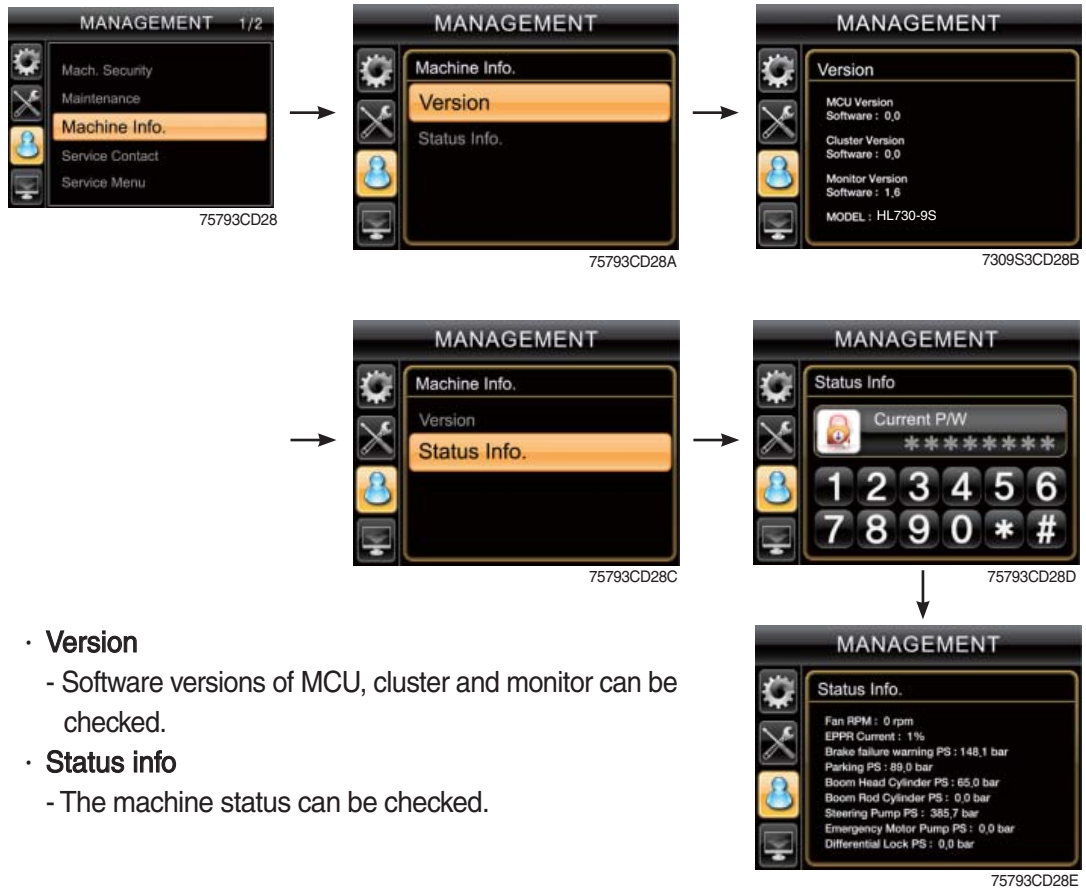 MANAGEMENT 1/2
Mach. Security
Maintenance
Machine Info.
Service Contact
Service Menu
75793CD28
MANAGEMENT
Machine Info.
Version
Status Info.
75793CD28A
MANAGEMENT
Version
MCU Version
Software : 0,0
Cluster Version
Software : 0,0
Monitor Version
Software : 1,6
MODEL : HL730-9S
7309S3CD28B
MANAGEMENT
Machine Info.
Version
Status Info.
75793CD28C
MANAGEMENT
Status Info
Current P/W
********
1 2 3 4 5 6
7 8 9 0 * #
75793CD28D
· Version
- Software versions of MCU, cluster and monitor can be
checked.
· Status info
- The machine status can be checked.
MANAGEMENT
Status Info.
Fan RPM : 0 rpm
EPPR Current : 1%
Brake failure warning PS : 148,1 bar
Parking PS : 89,0 bar
Boom Head Cylinder PS : 65,0 bar
Boom Rod Cylinder PS : 0,0 bar
Steering Pump PS : 385,7 bar
Emergency Motor Pump PS : 0,0 bar
Differential Lock PS : 0,0 bar
75793CD28E